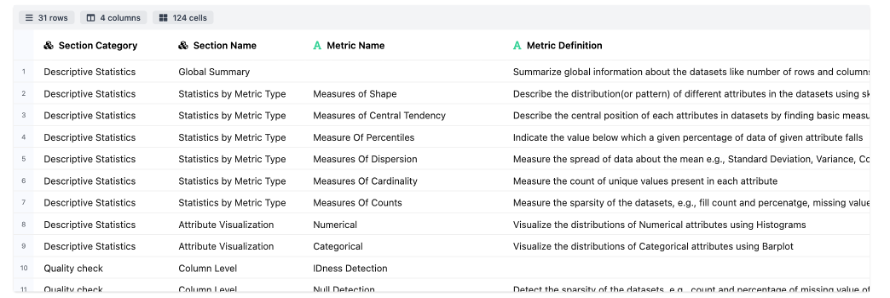 31 rows 4 columns 124 cells
Section Category Section Name Metric Name Metric Definition
1 Descriptive Statistics Global Summary Summarize global information about the datasets like number of rows and columns
2 Descriptive Statistics Statistics by Metric Type Measures of Shape Describe the distribution(or pattern) of different attributes in the datasets using sk
3 Descriptive Statistics Statistics by Metric Type Measures of Central Tendency Describe the central position of each attributes in datasets by finding basic measu
4 Descriptive Statistics Statistics by Metric Type Measure Of Percentiles Indicate the value below which a given percentage of data of given attribute falls
5 Descriptive Statistics Statistics by Metric Type Measures Of Dispersion Measure the spread of data about the mean e.g., Standard Deviation, Variance, Co
6 Descriptive Statistics Statistics by Metric Type Measures Of Cardinality Measure the count of unique values present in each attribute
7 Descriptive Statistics Statistics by Metric Type Measures Of Counts Measure the sparsity of the datasets, e.g., fill count and percenatge, missing value
8 Descriptive Statistics Attribute Visualization Numerical Visualize the distributions of Numerical attributes using Histograms
9 Descriptive Statistics Attribute Visualization Categorical Visualize the distributions of Categorical attributes using Barplot
10 Quality check Column Level IDness Detection
11 Quality check Column Level Null Detection Detect the sparsity of the datasets, e.g., count and percentage of missing value of